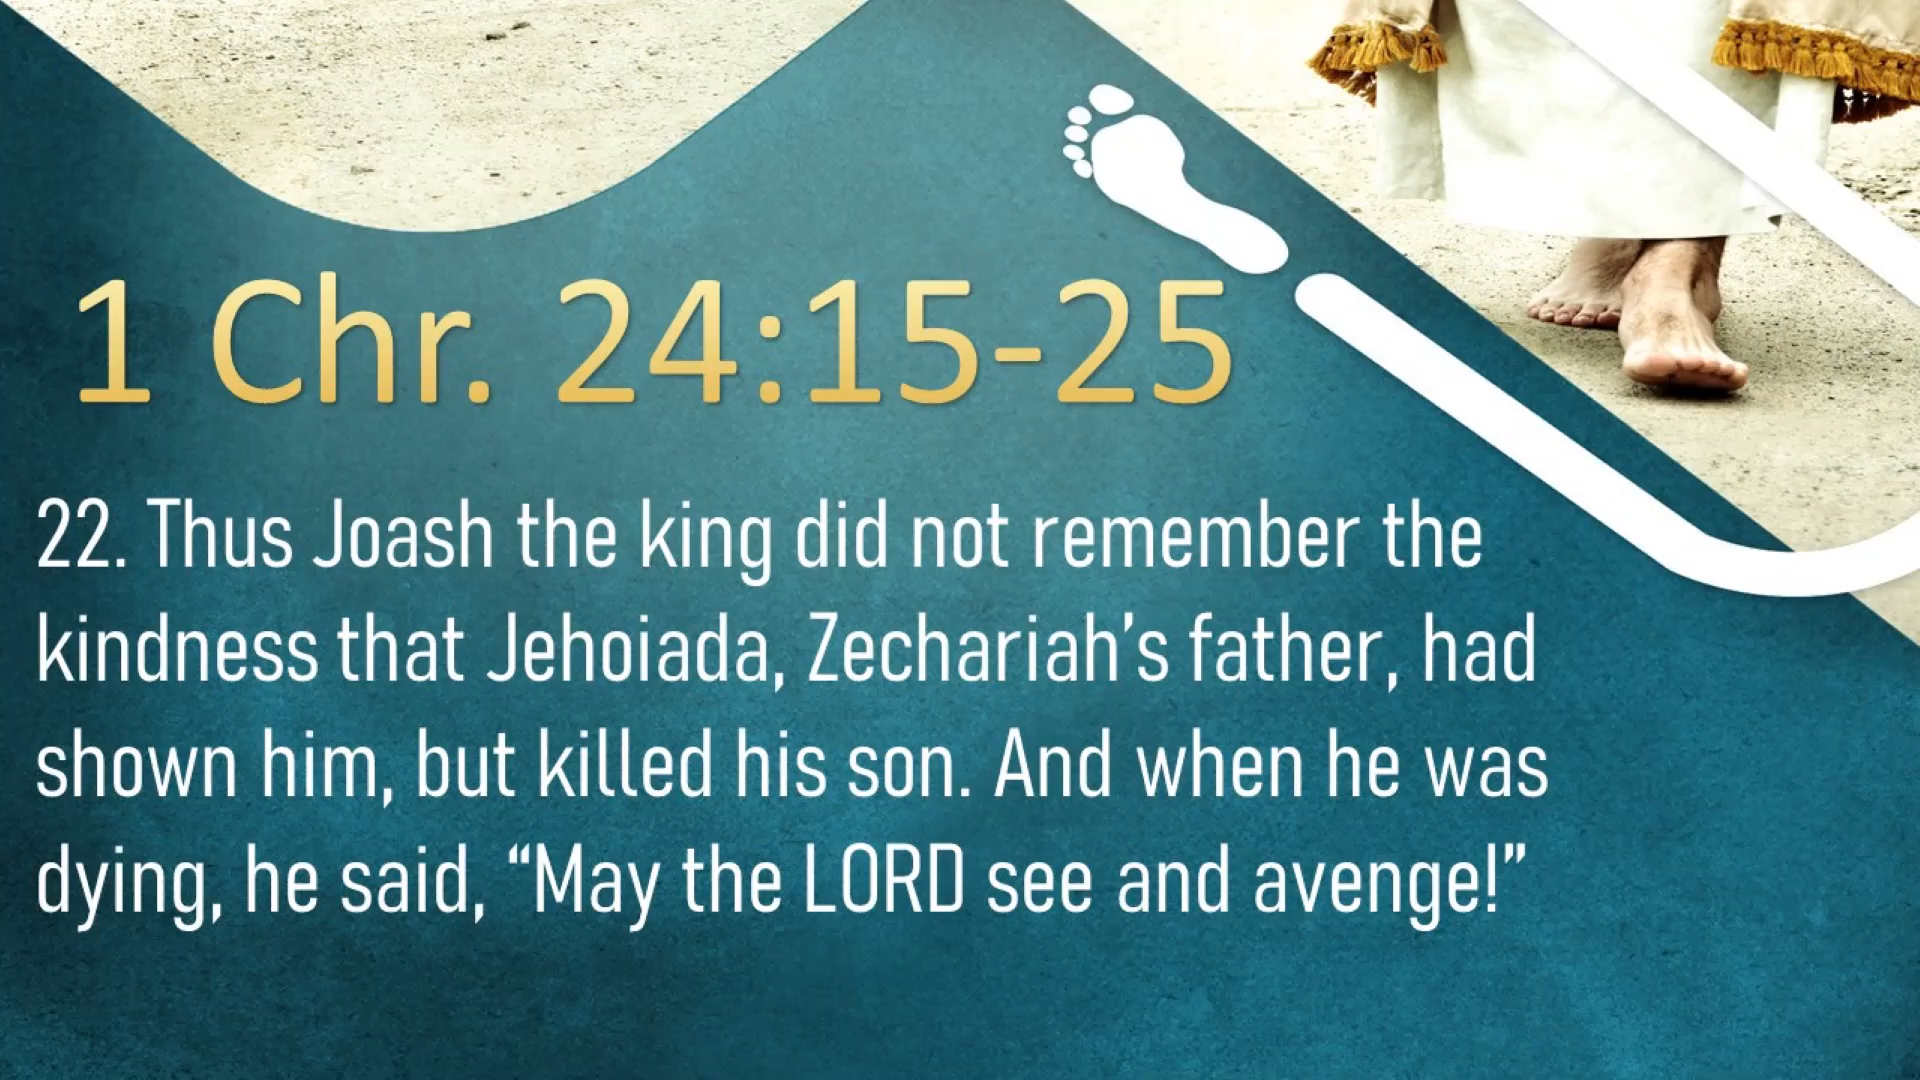 1 Chr. 24:15-25
22. Thus Joash the king did not remember the
kindness that Jehoiada, Zechariah’s father, had
shown him, but killed his son. And when he was
dying, he said, “May the LORD see and avenge!”